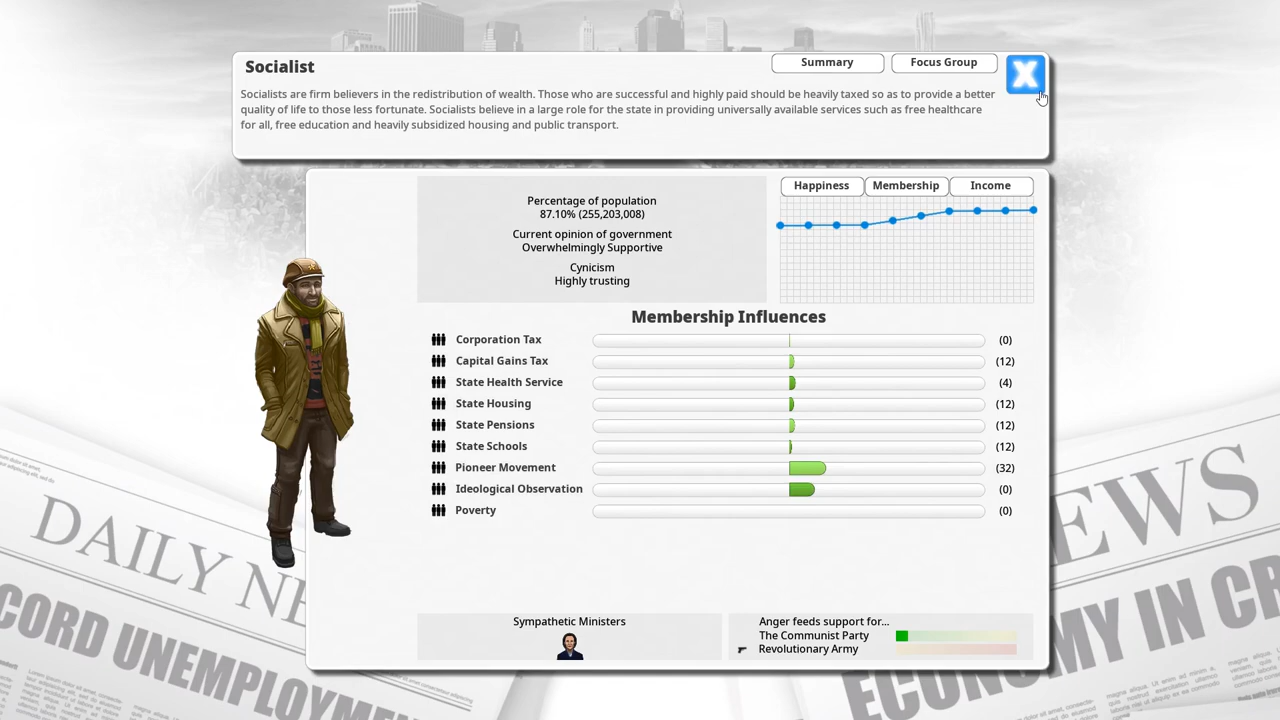 Socialist
Summary
Focus Group
X
Socialists are firm believers in the redistribution of wealth. Those who are successful and highly paid should be heavily taxed so as to provide a better
quality of life to those less fortunate. Socialists believe in a large role for the state in providing universally available services such as free healthcare
for all, free education and heavily subsidized housing and public transport.
Percentage of population
87.10% (255,203,008)
Current opinion of government
Overwhelmingly Supportive
Cynicism
Highly trusting
Happiness
Membership
Income
Membership Influences
Corporation Tax (0)
Capital Gains Tax (12)
State Health Service (4)
State Housing (12)
State Pensions (12)
State Schools (12)
Pioneer Movement (32)
Ideological Observation (0)
Poverty (0)
Sympathetic Ministers
Anger feeds support for...
The Communist Party
Revolutionary Army
DAILY NE
CORD UNEMPLOYM
EWS
ECONOMY IN CR